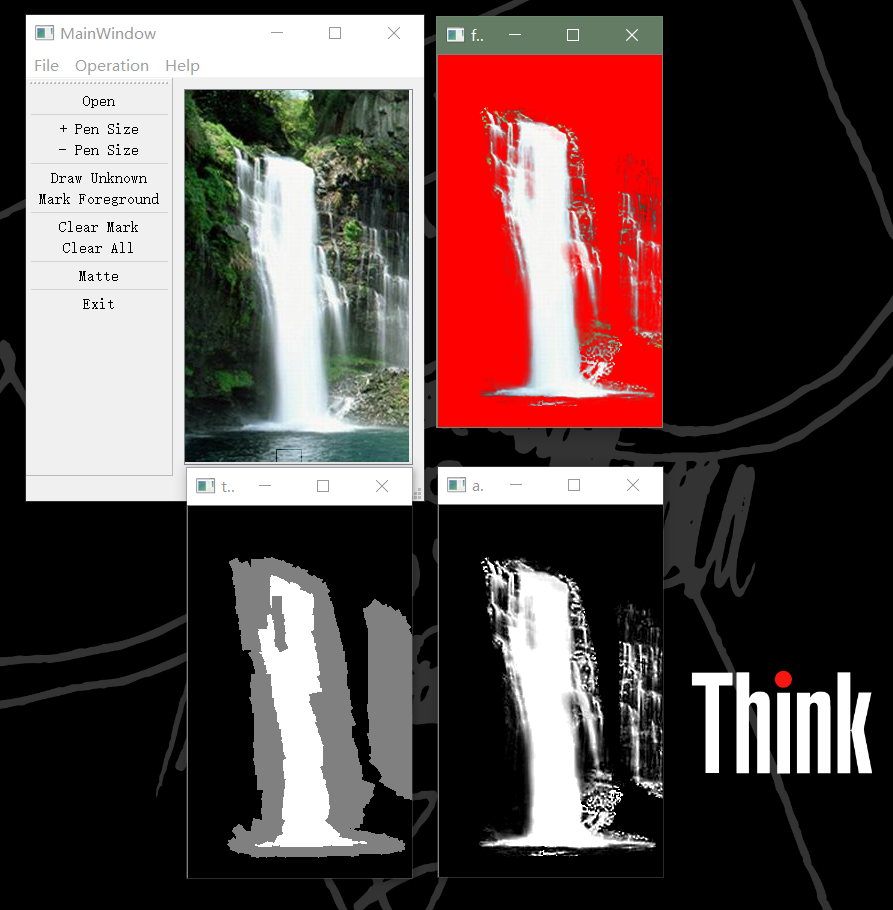 MainWindow
File Operation Help
Open
+ Pen Size
- Pen Size
Draw Unknown
Mark Foreground
Clear Mark
Clear All
Matte
Exit
f..
t..
a.
Think